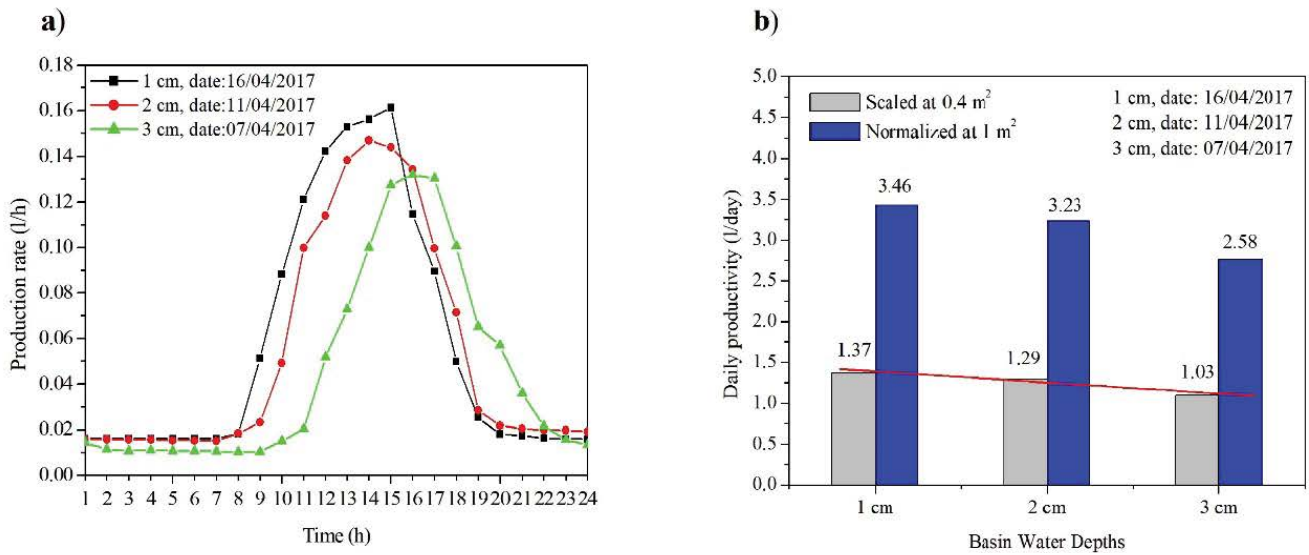 a)
0.18
0.16
0.14
0.12
0.10
0.08
0.06
0.04
0.02
0.00
Production rate (l/h)
1 cm, date:16/04/2017
2 cm, date:11/04/2017
3 cm, date:07/04/2017
1 2 3 4 5 6 7 8 9 10 11 12 13 14 15 16 17 18 19 20 21 22 23 24
Time (h)
b)
5.0
4.5
4.0
3.5
3.0
2.5
2.0
1.5
1.0
0.5
0.0
Daily productivity (l/day)
Scaled at 0.4 m²
Normalized at 1 m²
1 cm, date: 16/04/2017
2 cm, date: 11/04/2017
3 cm, date: 07/04/2017
3.46
3.23
2.58
1.37
1.29
1.03
1 cm 2 cm 3 cm
Basin Water Depths